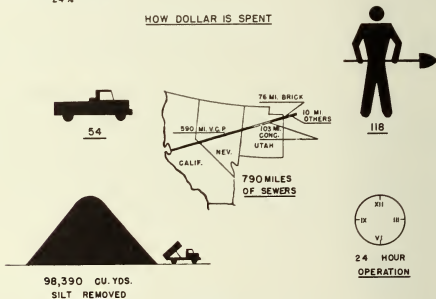 24%
HOW DOLLAR IS SPENT
54
590 MI. V.C.P
76 MI. BRICK
10 MI.
OTHERS
103 MI.
CONC.
UTAH
NEV.
CALIF.
790 MILES
OF SEWERS
118
98,390 CU. YDS.
SILT REMOVED
XII
III
VI
IX
24 HOUR
OPERATION